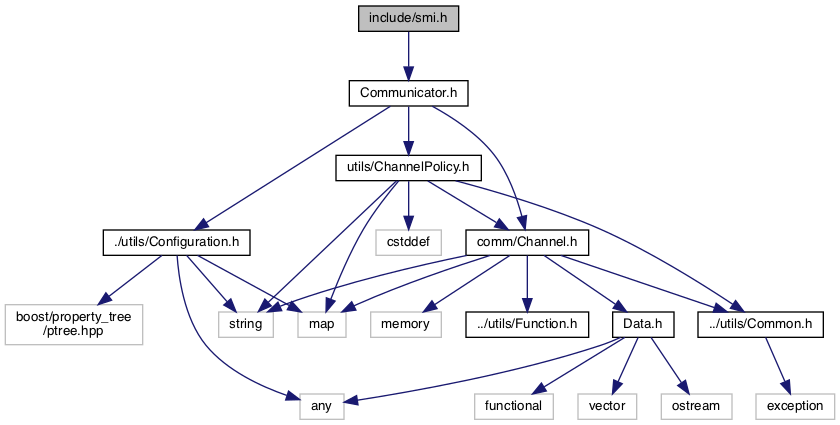 include/smi.h
Communicator.h
utils/ChannelPolicy.h
../utils/Configuration.h
cstddef
comm/Channel.h
boost/property_tree
/ptree.hpp
string
map
memory
../utils/Function.h
Data.h
../utils/Common.h
any
functional
vector
ostream
exception